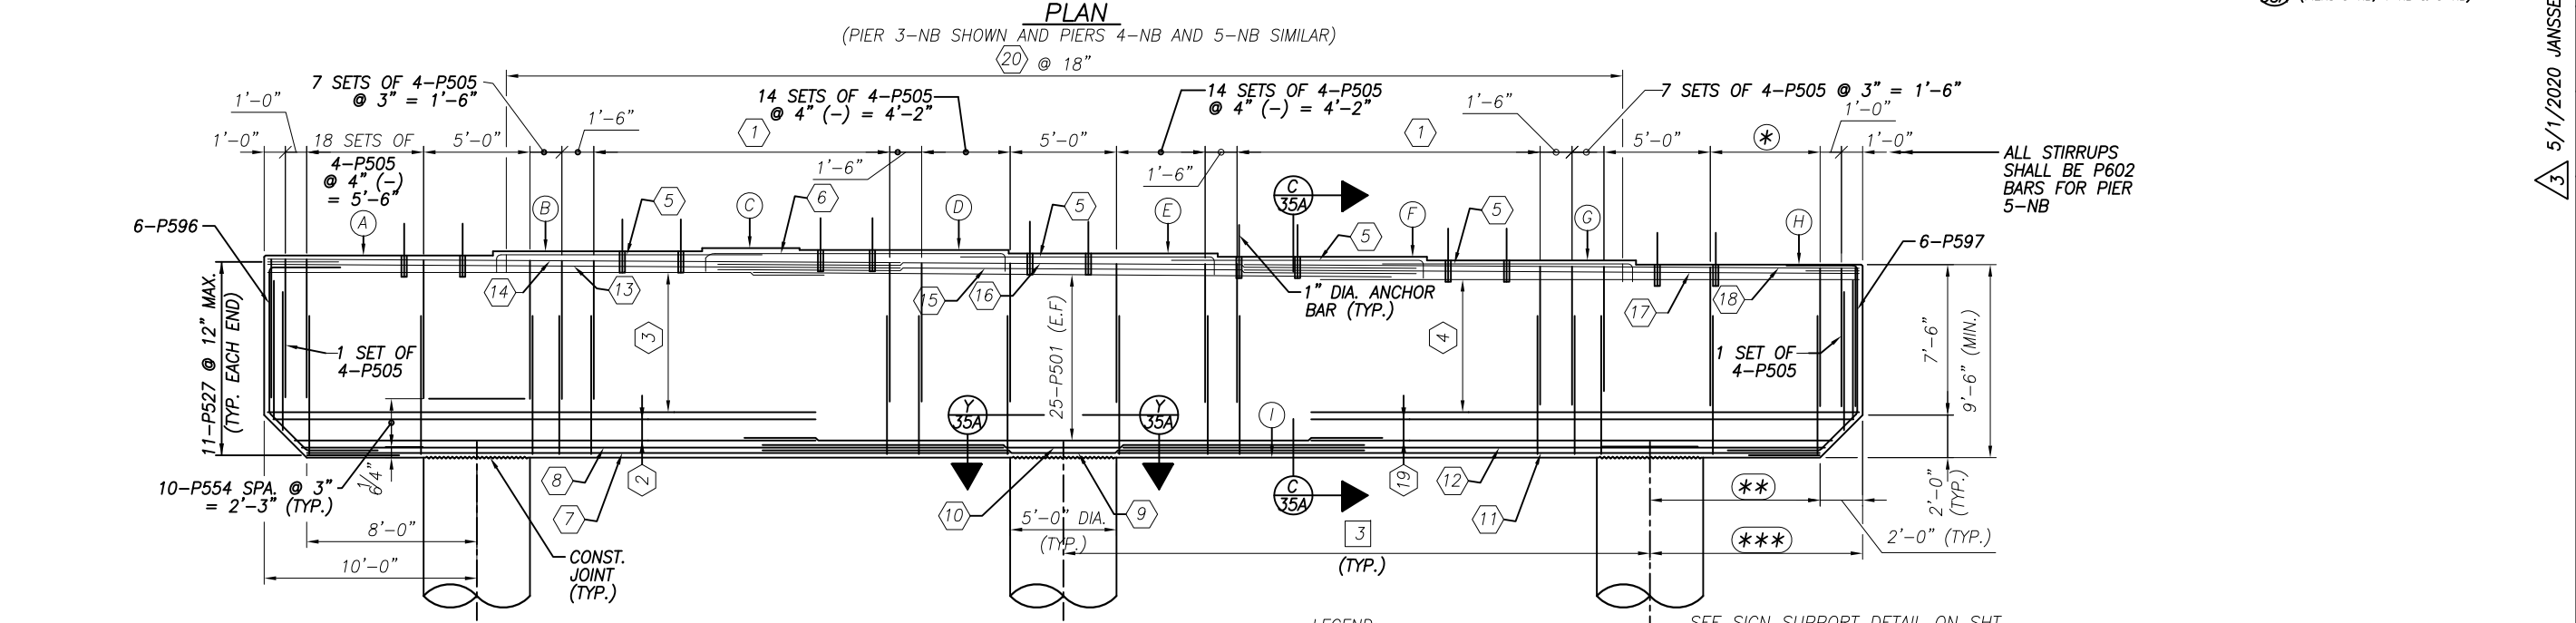 PLAN
(PIER 3-NB SHOWN AND PIERS 4-NB AND 5-NB SIMILAR)
20 @ 18"
7 SETS OF 4-P505
@ 3" = 1'-6"
14 SETS OF 4-P505
@ 4" (-) = 4'-2"
14 SETS OF 4-P505
@ 4" (-) = 4'-2"
7 SETS OF 4-P505 @ 3" = 1'-6"
1'-0"
1'-6"
1
1'-6"
1
1'-0"
1'-0"
18 SETS OF
4-P505
@ 4" (-)
= 5'-6"
5'-0"
1'-6"
5'-0"
1'-6"
5'-0"
*
1'-0"
ALL STIRRUPS
SHALL BE P602
BARS FOR PIER
5-NB
3
5/1/2020
C
35A
6-P596
A
B
5
C
6
D
5
E
5
F
5
G
H
6-P597
14
13
15
16
1" DIA. ANCHOR
BAR (TYP.)
17
18
11-P527 @ 12" MAX.
(TYP. EACH END)
1 SET OF
4-P505
3
25-P501 (E.F)
4
1 SET OF
4-P505
7'-6"
9'-6" (MIN.)
Y
35A
Y
35A
I
10-P554 SPA. @ 3"
= 2'-3" (TYP.)
8
2
7
10
5'-0" DIA.
(TYP.)
9
C
35A
19
12
11
**
2'-0"
(TYP.)
8'-0"
10'-0"
CONST.
JOINT
(TYP.)
3
(TYP.)
***
2'-0" (TYP.)
LEGEND
SEE SIGN SUPPORT DETAIL ON SHT